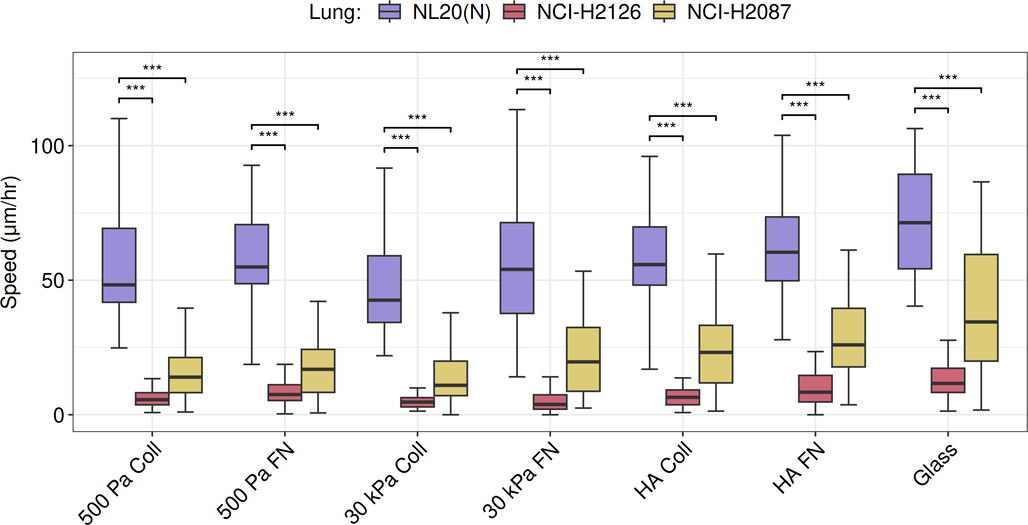 Lung: NL20(N) NCI-H2126 NCI-H2087
*** *** *** *** *** *** ***
*** *** *** *** *** *** ***
Speed (µm/hr)
100
50
0
500 Pa Coll
500 Pa FN
30 kPa Coll
30 kPa FN
HA Coll
HA FN
Glass